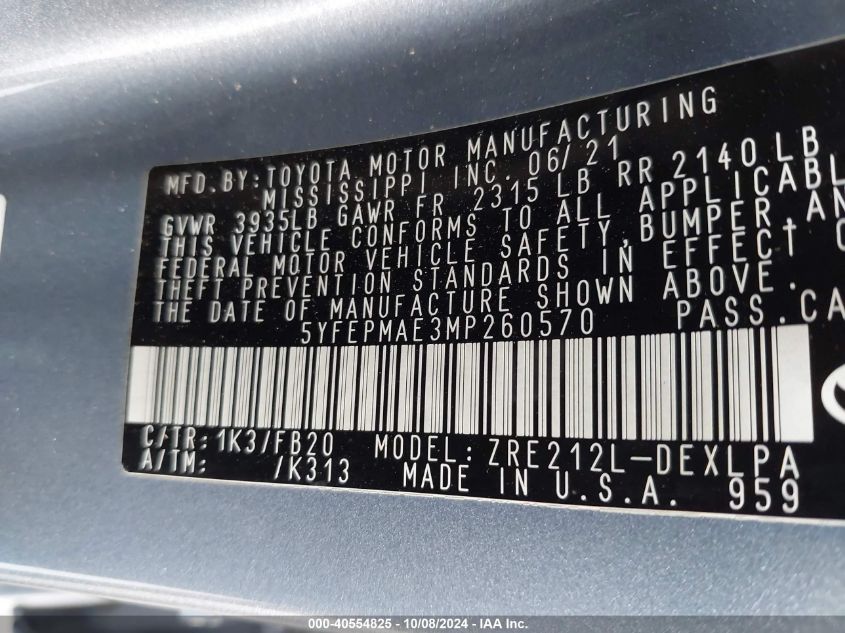 MFD. BY: TOYOTA MOTOR MANUFACTURING
MISSISSIPPI INC. 06/21
GVWR 3935LB GAWR FR 2315 LB RR 2140 LB
THIS VEHICLE CONFORMS TO ALL APPLICABL
FEDERAL MOTOR VEHICLE SAFETY, BUMPER, AN
THEFT PREVENTION STANDARDS IN EFFECT O
THE DATE OF MANUFACTURE SHOWN ABOVE.
5YFEPMAE3MP260570 PASS. CA
C/TR: 1K3/FB20 MODEL: ZRE212L-DEXLPA
A/TM: /K313 MADE IN U.S.A. 959
000-40554825 - 10/08/2024 - IAA Inc.